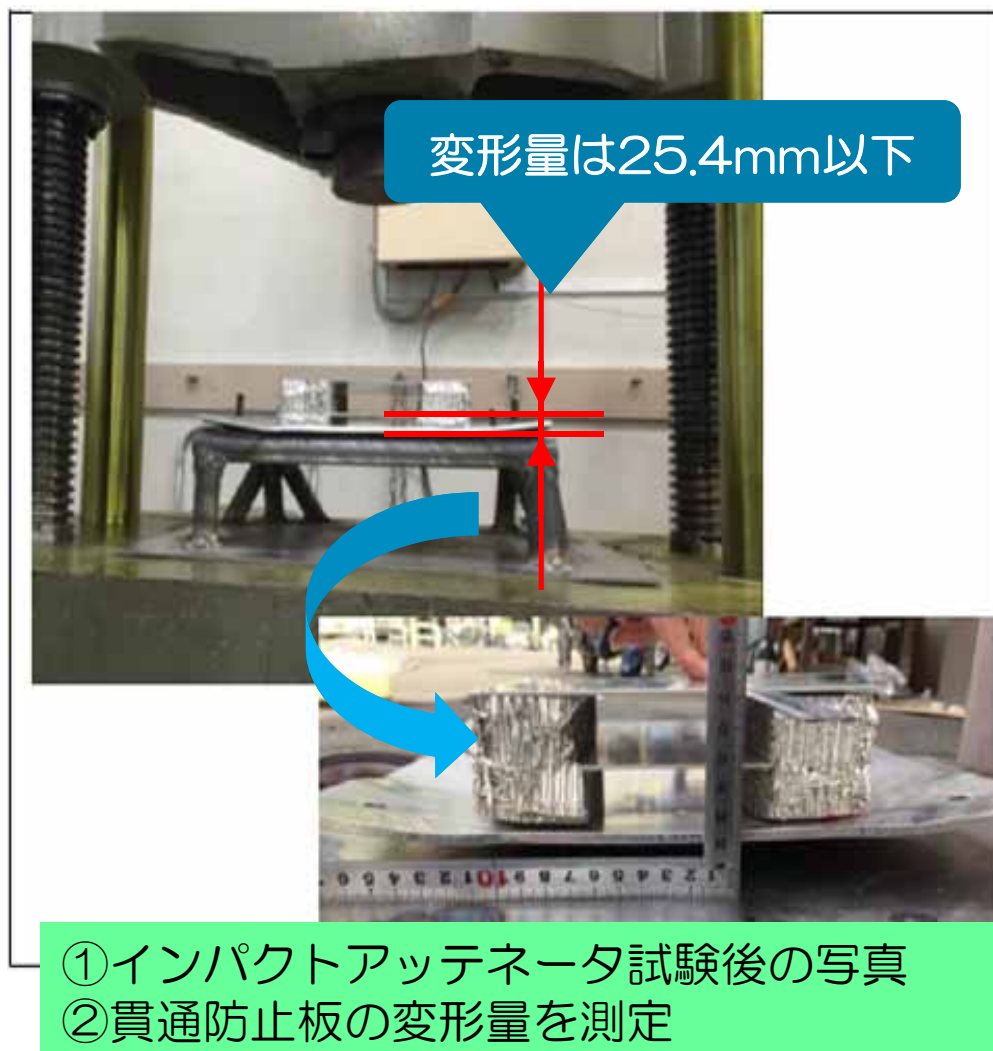 変形量は25.4mm以下
①インパクトアッテネータ試験後の写真
②貫通防止板の変形量を測定